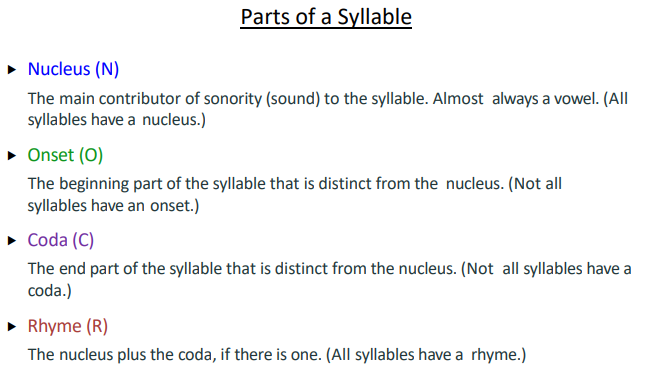 Parts of a Syllable
▶ Nucleus (N)
The main contributor of sonority (sound) to the syllable. Almost always a vowel. (All
syllables have a nucleus.)
▶ Onset (O)
The beginning part of the syllable that is distinct from the nucleus. (Not all
syllables have an onset.)
▶ Coda (C)
The end part of the syllable that is distinct from the nucleus. (Not all syllables have a
coda.)
▶ Rhyme (R)
The nucleus plus the coda, if there is one. (All syllables have a rhyme.)